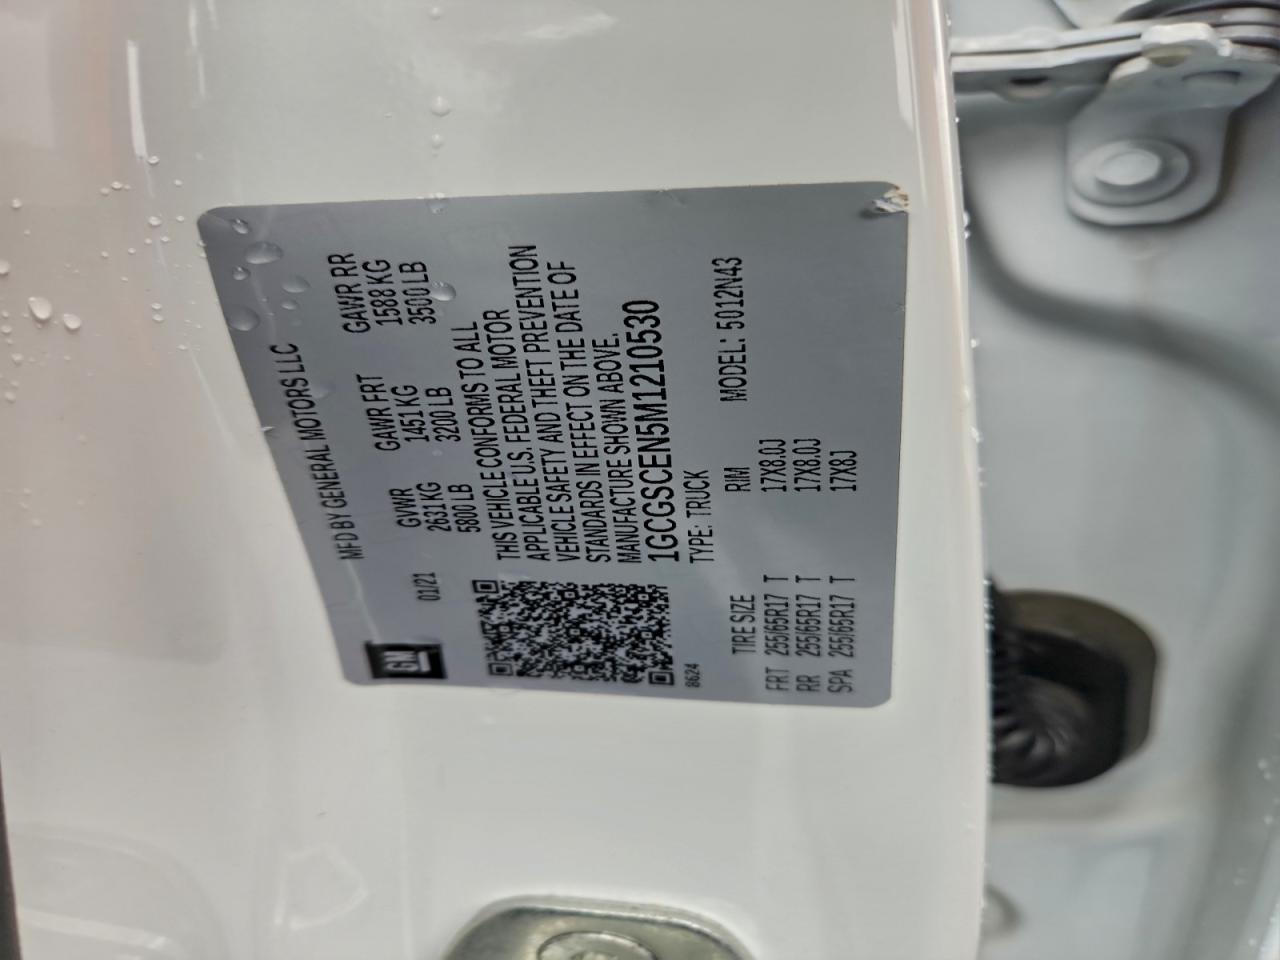 GM
MFD BY GENERAL MOTORS LLC
01/21
GVWR GAWR FRT GAWR RR
2631 KG 1451 KG 1588 KG
5800 LB 3200 LB 3500 LB
THIS VEHICLE CONFORMS TO ALL
APPLICABLE U.S. FEDERAL MOTOR
VEHICLE SAFETY AND THEFT PREVENTION
STANDARDS IN EFFECT ON THE DATE OF
MANUFACTURE SHOWN ABOVE.
1GCGSCEN5M1210530
8624
TYPE: TRUCK MODEL: 5012N43
TIRE SIZE RIM
FRT 255/65R17 T 17X8.0J
RR 255/65R17 T 17X8.0J
SPA 255/65R17 T 17X8J